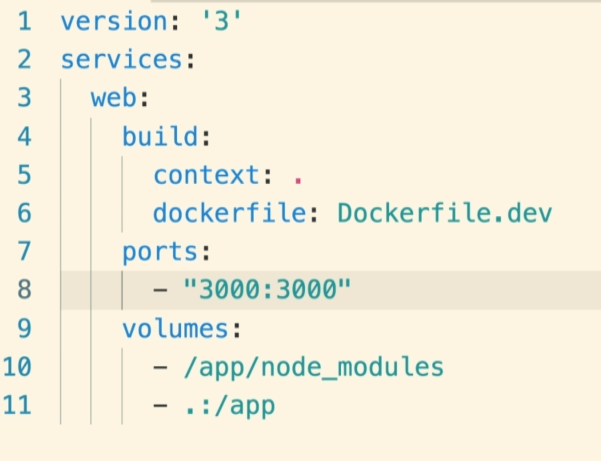 1 version: '3'
2 services:
3   web:
4     build:
5       context: .
6       dockerfile: Dockerfile.dev
7     ports:
8       - "3000:3000"
9     volumes:
10       - /app/node_modules
11       - .:/app